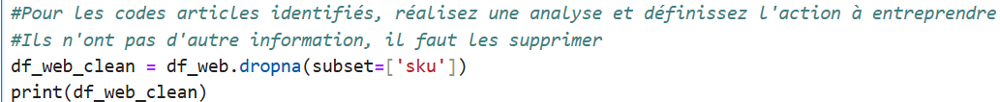 #Pour les codes articles identifiés, réalisez une analyse et définissez l'action à entreprendre
#Ils n'ont pas d'autre information, il faut les supprimer
df_web_clean = df_web.dropna(subset=['sku'])
print(df_web_clean)